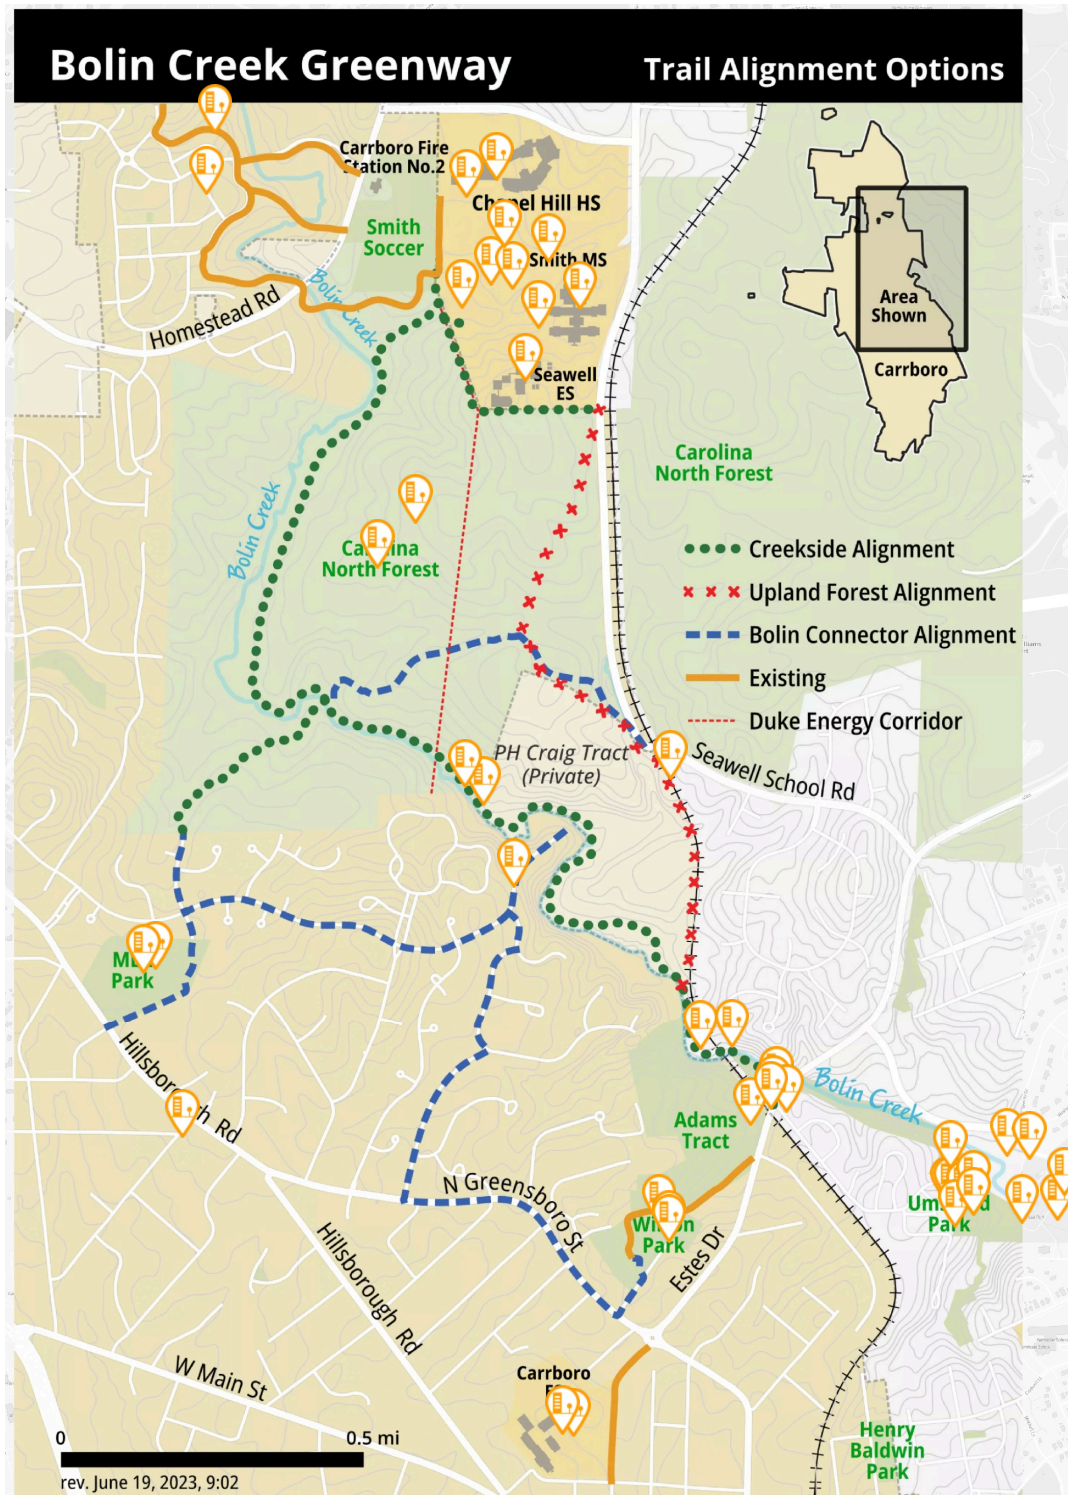 Bolin Creek Greenway
Trail Alignment Options
Carrboro Fire
Station No.2
Chapel Hill HS
Smith
Soccer
Smith MS
Bolin Creek
Homestead Rd
Area
Shown
Carrboro
Seawell
ES
Carolina
North Forest
Bolin Creek
Carolina
North Forest
Creekside Alignment
Upland Forest Alignment
Bolin Connector Alignment
Existing
Duke Energy Corridor
PH Craig Tract
(Private)
Seawell School Rd
Park
Hillsborough Rd
Bolin Creek
Adams
Tract
N Greensboro St
Park
Wilson
Park
Estes Dr
Hillsborough Rd
W Main St
Carrboro
Henry
Baldwin
Park
0
0.5 mi
rev. June 19, 2023, 9:02